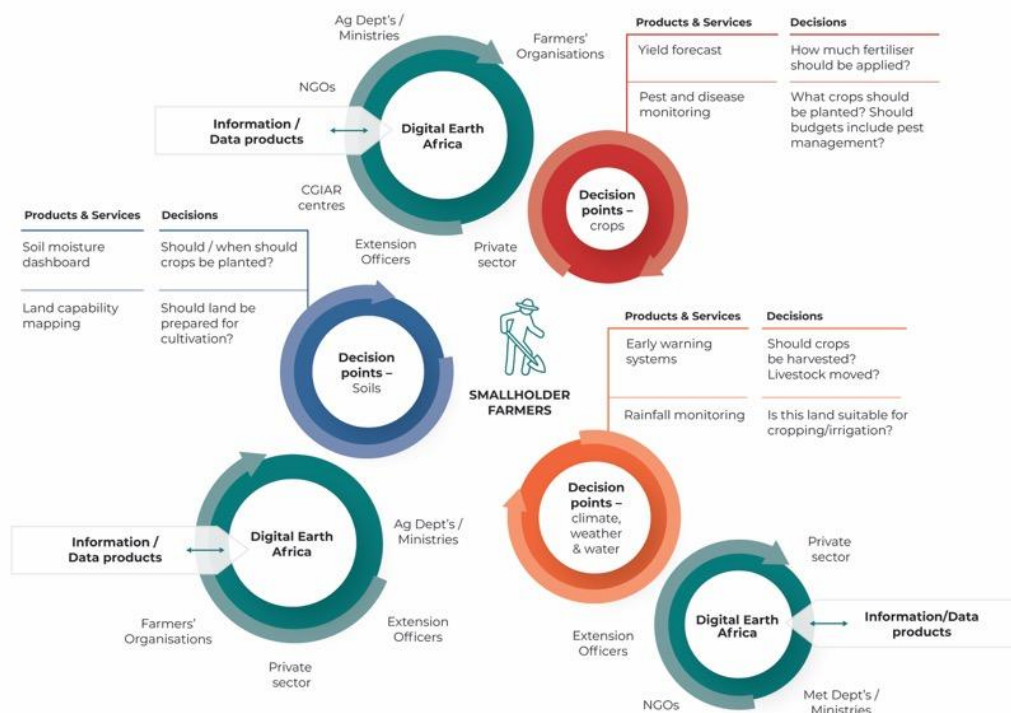 Ag Dept's /
Ministries
Farmers'
Organisations
NGOs
Information /
Data products
Digital Earth
Africa
CGIAR
centres
Extension
Officers
Private
sector
Products & Services
Decisions
Yield forecast
How much fertiliser
should be applied?
Pest and disease
monitoring
What crops should
be planted? Should
budgets include pest
management?
Decision
points –
crops
Products & Services
Decisions
Soil moisture
dashboard
Should / when should
crops be planted?
Land capability
mapping
Should land be
prepared for
cultivation?
Decision
points –
Soils
SMALLHOLDER
FARMERS
Products & Services
Decisions
Early warning
systems
Should crops
be harvested?
Livestock moved?
Rainfall monitoring
Is this land suitable for
cropping/irrigation?
Decision
points –
climate,
weather
& water
Information /
Data products
Digital Earth
Africa
Ag Dept's /
Ministries
Extension
Officers
Farmers'
Organisations
Private
sector
Private
sector
Digital Earth
Africa
Information/Data
products
Extension
Officers
NGOs
Met Dept's /
Ministries